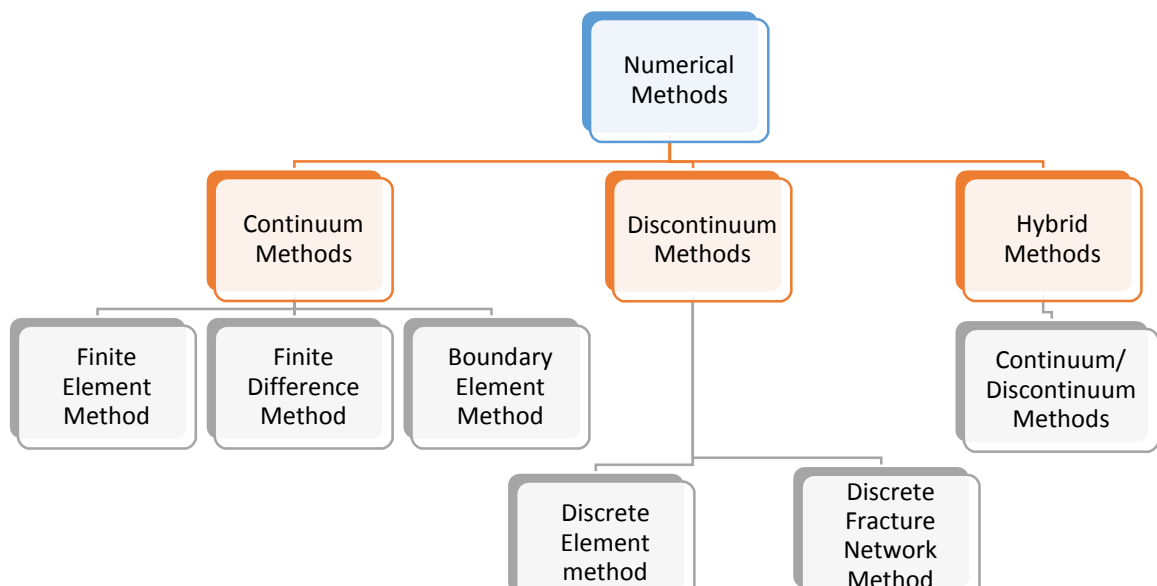 Numerical
Methods
Continuum
Methods
Discontinuum
Methods
Hybrid
Methods
Finite
Element
Method
Finite
Difference
Method
Boundary
Element
Method
Continuum/
Discontinuum
Methods
Discrete
Element
method
Discrete
Fracture
Network
Method